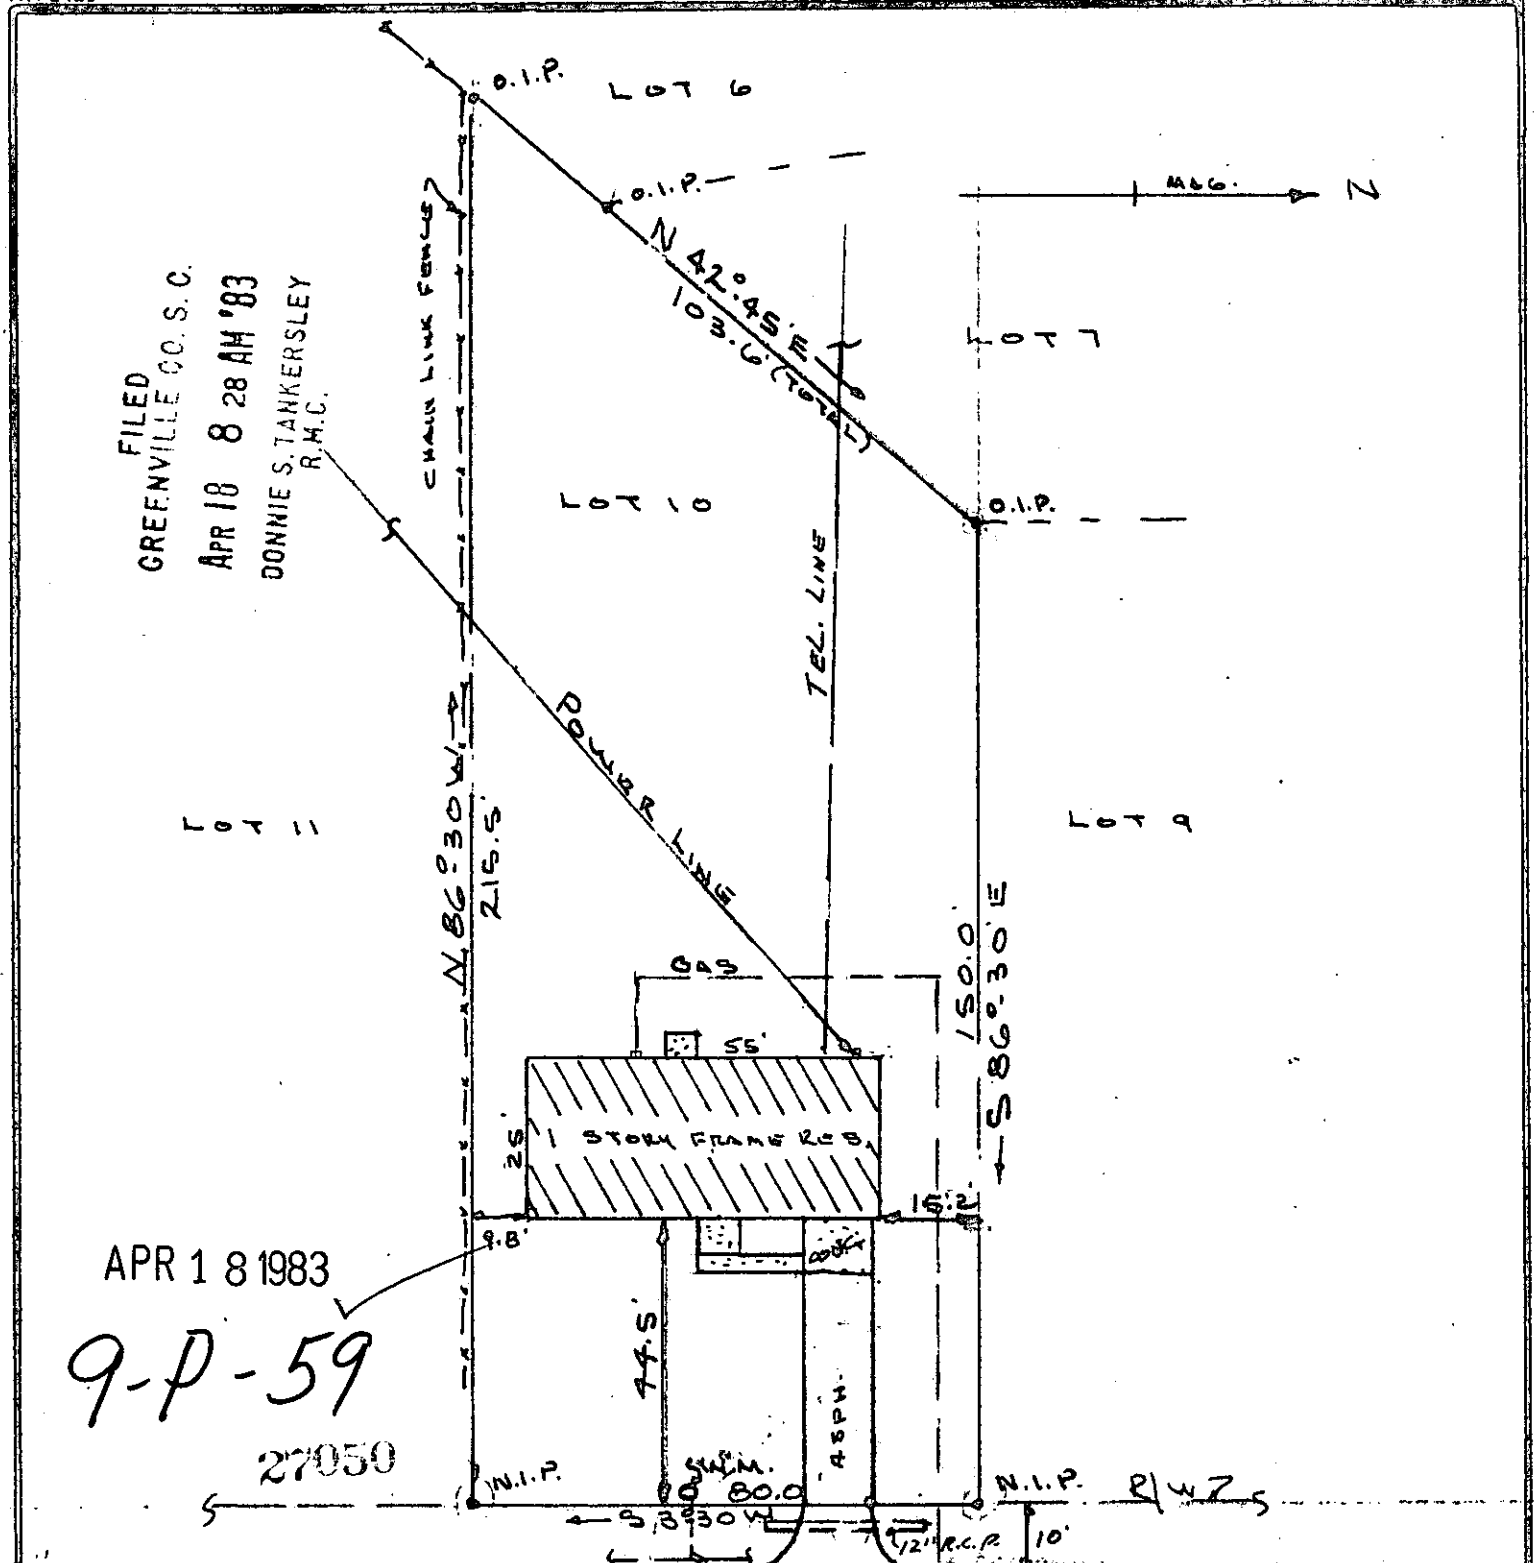 O.I.P.
LOT 6
O.I.P.
MAG.
N
CHAIN LINK FENCE
N 42°-45' E
103.6' (TOTAL)
LOT 7
FILED
GREENVILLE CO. S. C.
APR 18 8 28 AM '83
DONNIE S. TANKERSLEY
R.M.C.
LOT 10
O.I.P.
TEL. LINE
POWER LINE
N 86°-30' W
215.5'
LOT 11
LOT 9
150.0'
S 86°-30' E
GAS
55'
25'
1 STORY FRAME RES.
9.8'
15.2'
APR 18 1983
9-P-59
27050
44.5'
ASPH.
N.I.P.
80.0
S 3°-30' W
N.I.P.
R/W
12" R.C.P.
10'